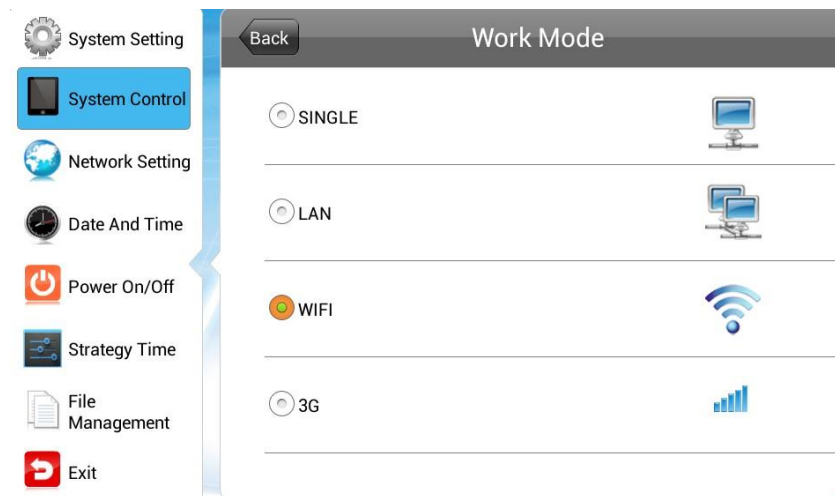 System Setting
System Control
Network Setting
Date And Time
Power On/Off
Strategy Time
File
Management
Exit
Back
Work Mode
SINGLE
LAN
WIFI
3G